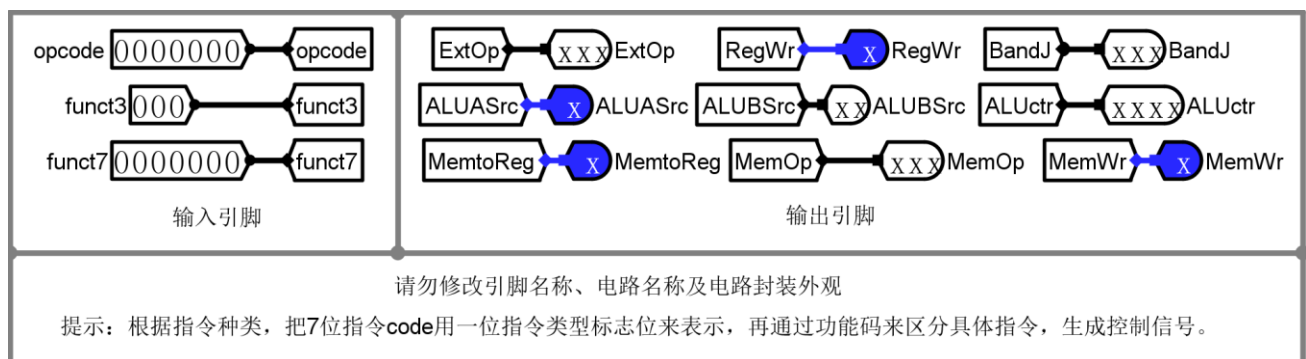 opcode 0000000 opcode ExtOp xxx ExtOp RegWr x RegWr BandJ xxx BandJ
funct3 000 funct3 ALUASrc x ALUASrc ALUBSrc xx ALUBSrc ALUctr xxxx ALUctr
funct7 0000000 funct7 MemtoReg x MemtoReg MemOp xxx MemOp MemWr x MemWr
输入引脚 输出引脚
请勿修改引脚名称、电路名称及电路封装外观
提示：根据指令种类，把7位指令code用一位指令类型标志位来表示，再通过功能码来区分具体指令，生成控制信号。